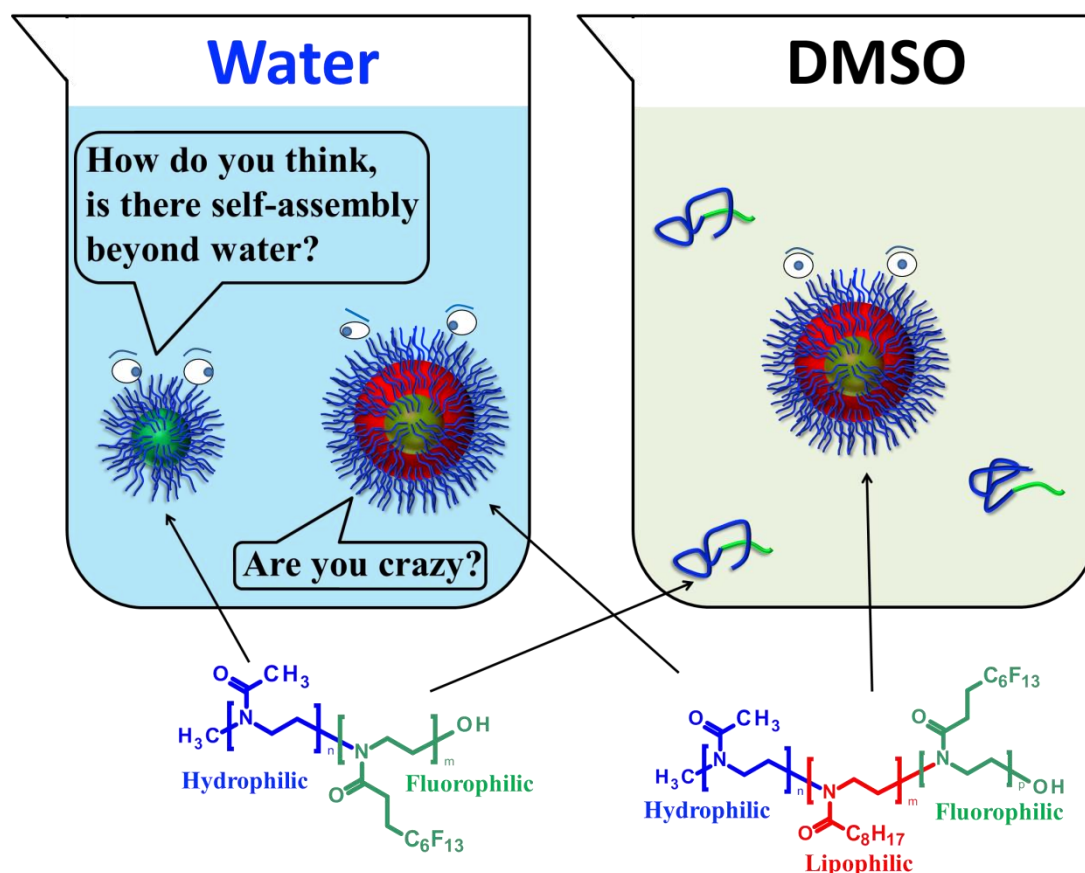 Water
DMSO
How do you think,
is there self-assembly
beyond water?
Are you crazy?
O
CH3
H3C
N
n
N
m
OH
O
C6F13
Hydrophilic
Fluorophilic
O
CH3
H3C
N
n
N
m
O
C8H17
O
C6F13
N
p
OH
Hydrophilic
Lipophilic
Fluorophilic